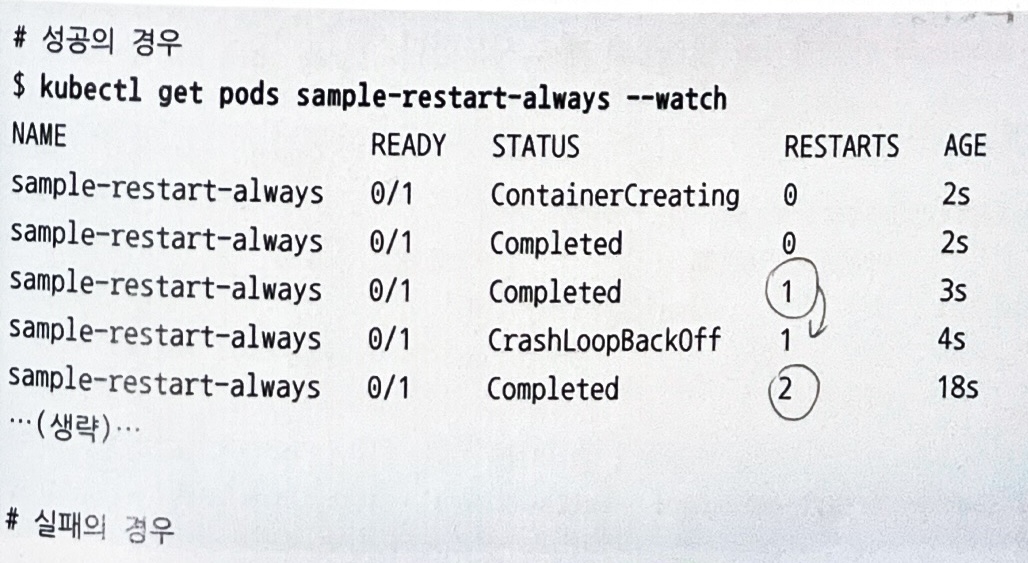 # 성공의 경우
$ kubectl get pods sample-restart-always --watch
NAME READY STATUS RESTARTS AGE
sample-restart-always 0/1 ContainerCreating 0 2s
sample-restart-always 0/1 Completed 0 2s
sample-restart-always 0/1 Completed 1 3s
sample-restart-always 0/1 CrashLoopBackOff 1 4s
sample-restart-always 0/1 Completed 2 18s
…(생략)…
# 실패의 경우